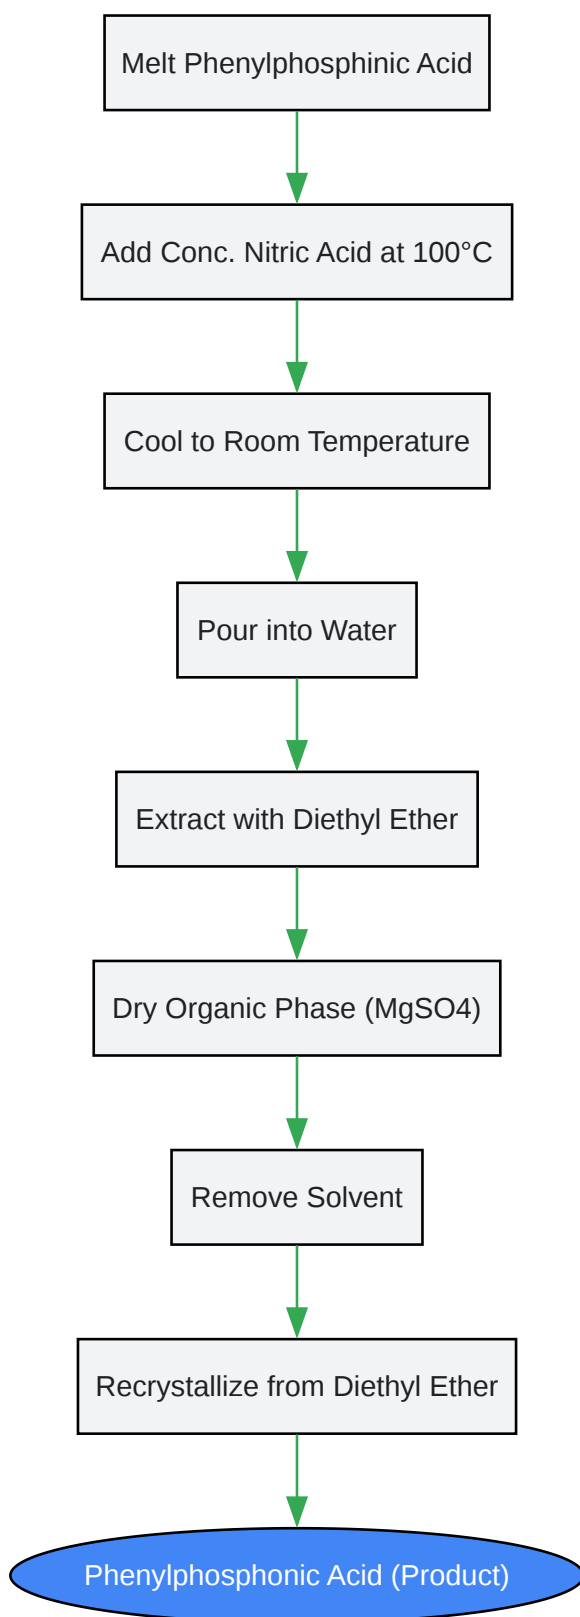 Melt Phenylphosphinic Acid
Add Conc. Nitric Acid at 100°C
Cool to Room Temperature
Pour into Water
Extract with Diethyl Ether
Dry Organic Phase (MgSO4)
Remove Solvent
Recrystallize from Diethyl Ether
Phenylphosphonic Acid (Product)